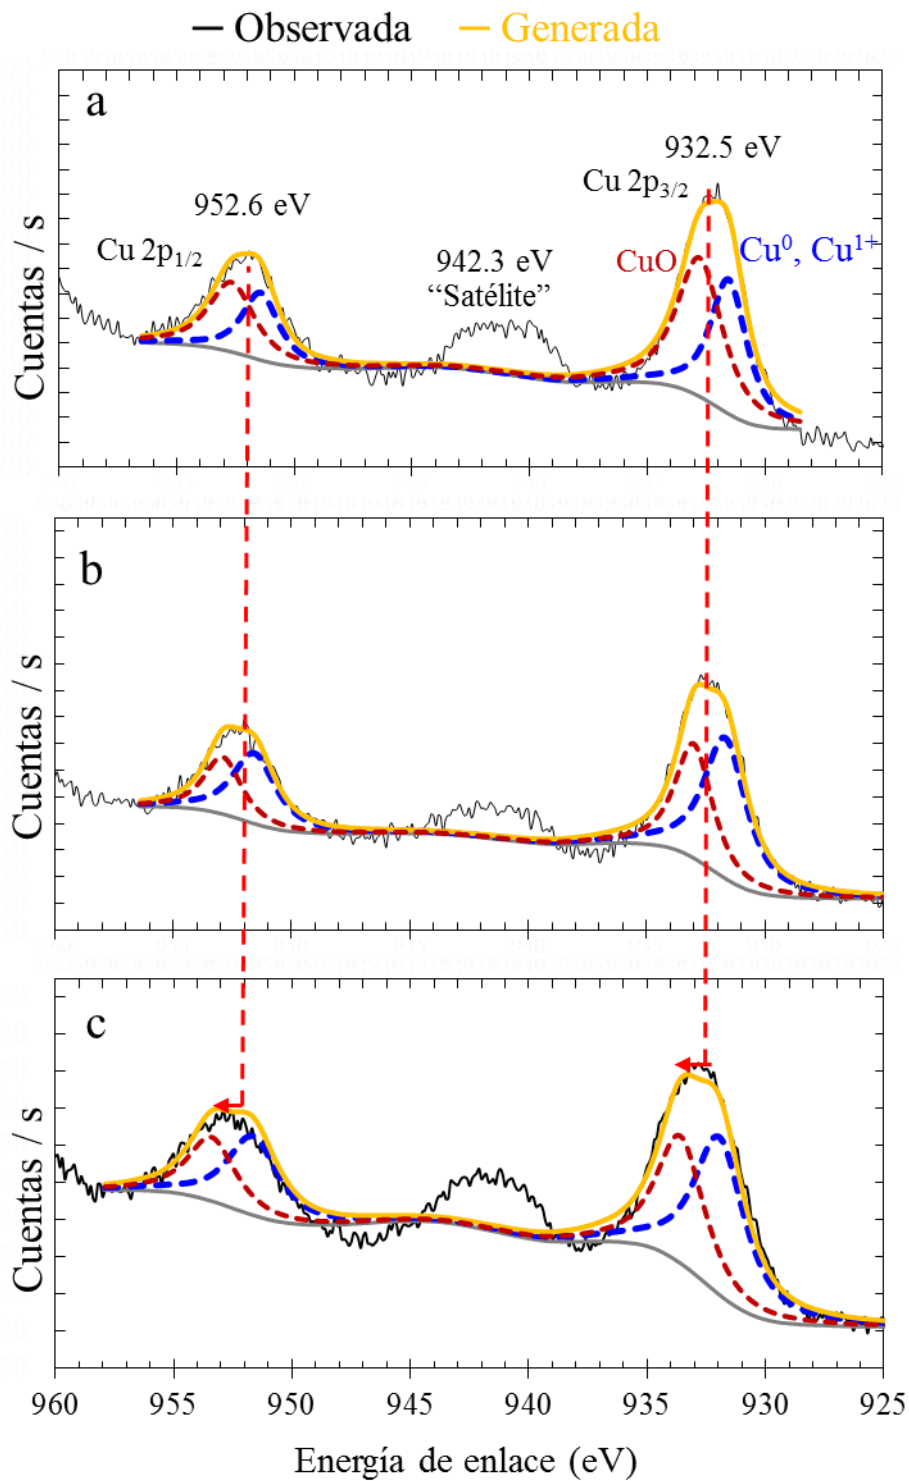 Observada Generada
a
932.5 eV
Cu 2p3/2
952.6 eV
Cu 2p1/2
942.3 eV
“Satélite”
CuO
Cu⁰, Cu¹⁺
Cuentas / s
b
Cuentas / s
c
Cuentas / s
960 955 950 945 940 935 930 925
Energía de enlace (eV)